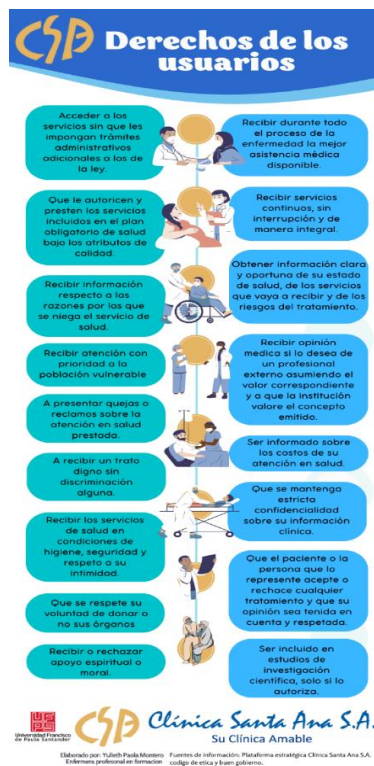 CSA
Derechos de los
usuarios
Acceder a los
servicios sin que les
impongan trámites
administrativos
adicionales a los de
la ley.
Recibir durante todo
el proceso de la
enfermedad la mejor
asistencia médica
disponible.
Que le autoricen y
presten los servicios
incluidos en el plan
obligatorio de salud
bajo los atributos de
calidad.
Recibir servicios
continuos, sin
interrupción y de
manera integral.
Recibir información
respecto a las
razones por las que
se niega el servicio de
salud.
Obtener información clara
y oportuna de su estado
de salud, de los servicios
que vaya a recibir y de los
riesgos del tratamiento.
Recibir atención con
prioridad a la
población vulnerable
Recibir opinión
medica si lo desea de
un profesional
externo asumiendo el
valor correspondiente
y a que la institución
valore el concepto
emitido.
A presentar quejas o
reclamos sobre la
atención en salud
prestada.
Ser informado sobre
los costos de su
atención en salud.
A recibir un trato
digno sin
discriminación
alguna.
Que se mantenga
estricta
confidencialidad
sobre su información
clínica.
Recibir los servicios
de salud en
condiciones de
higiene, seguridad y
respeto a su
intimidad.
Que el paciente o la
persona que lo
represente acepte o
rechace cualquier
tratamiento y que su
opinión sea tenida en
cuenta y respetada.
Que se respete su
voluntad de donar o
no sus órganos
Recibir o rechazar
apoyo espiritual o
moral.
Ser incluido en
estudios de
investigación
científica, solo si lo
autoriza.
Universidad Francisco
de Paula Santander
CSA
Clínica Santa Ana S.A.
Su Clínica Amable
Elaborado por: Yulieth Paola Montero
Enfermera profesional en formacion
Fuentes de información: Plataforma estratégica Clínica Santa Ana S.A,
codigo de etica y buen gobierno.